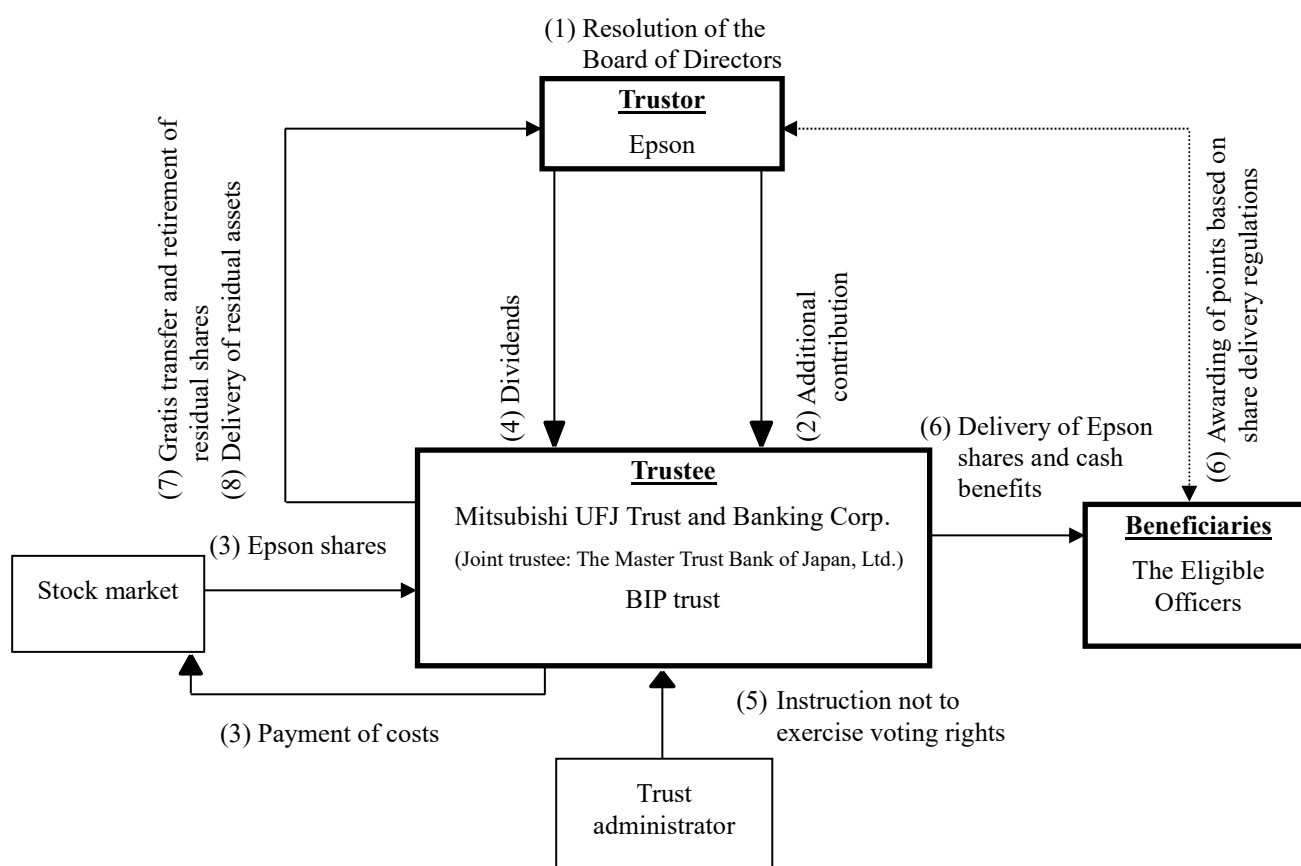 (1) Resolution of the
Board of Directors
Trustor
Epson
(7) Gratis transfer and retirement of
residual shares
(8) Delivery of residual assets
(4) Dividends
(2) Additional
contribution
(6) Awarding of points based on
share delivery regulations
(6) Delivery of Epson
shares and cash
benefits
Trustee
Mitsubishi UFJ Trust and Banking Corp.
(Joint trustee: The Master Trust Bank of Japan, Ltd.)
BIP trust
Beneficiaries
The Eligible
Officers
(3) Epson shares
Stock market
(3) Payment of costs
(5) Instruction not to
exercise voting rights
Trust
administrator